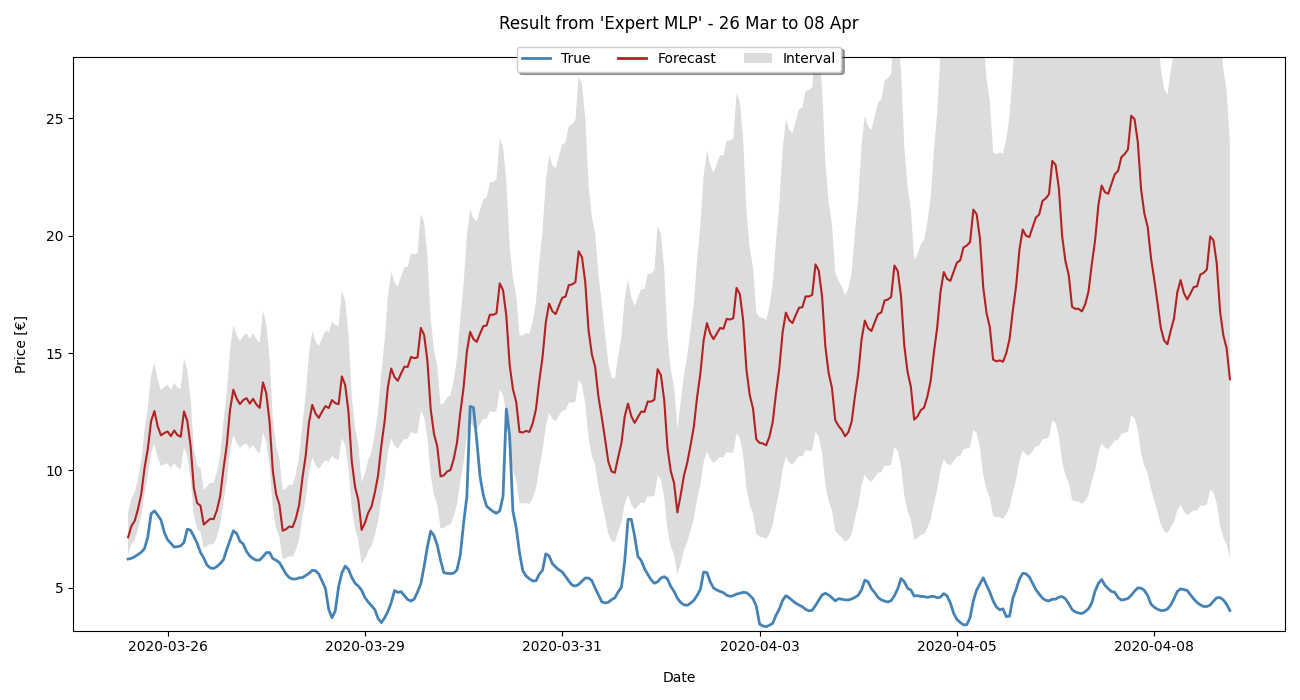 Result from 'Expert MLP' - 26 Mar to 08 Apr
True Forecast Interval
25
20
15
10
5
Price [€]
2020-03-26 2020-03-29 2020-03-31 2020-04-03 2020-04-05 2020-04-08
Date